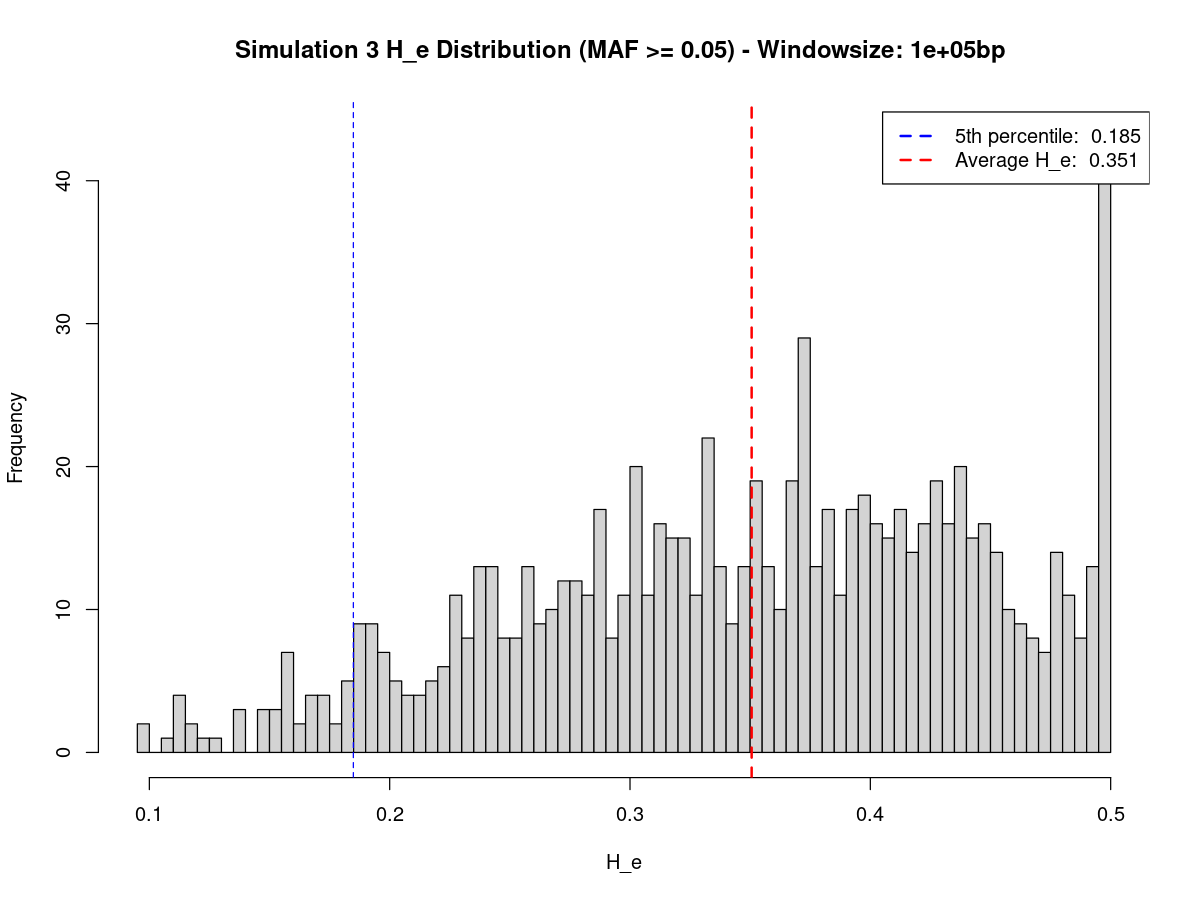 Simulation 3 H_e Distribution (MAF >= 0.05) - Windowsize: 1e+05bp
5th percentile: 0.185
Average H_e: 0.351
40
30
20
10
0
Frequency
0.1 0.2 0.3 0.4 0.5
H_e